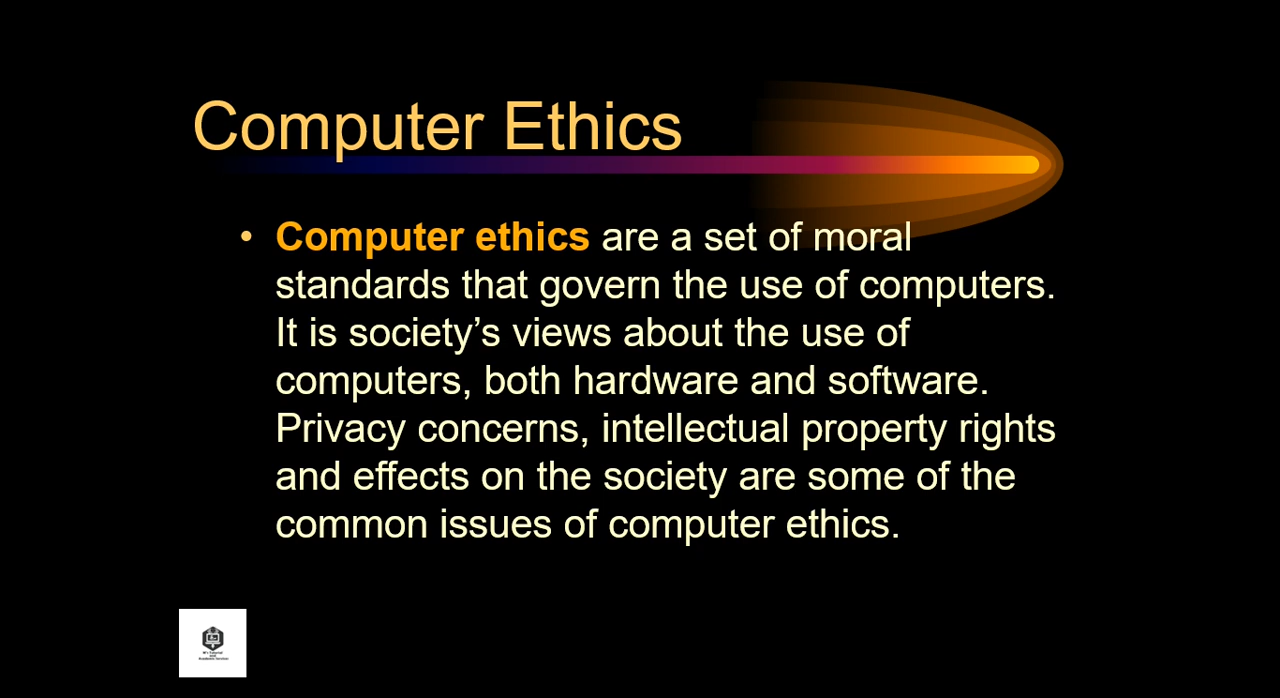 Computer Ethics
• Computer ethics are a set of moral
standards that govern the use of computers.
It is society’s views about the use of
computers, both hardware and software.
Privacy concerns, intellectual property rights
and effects on the society are some of the
common issues of computer ethics.